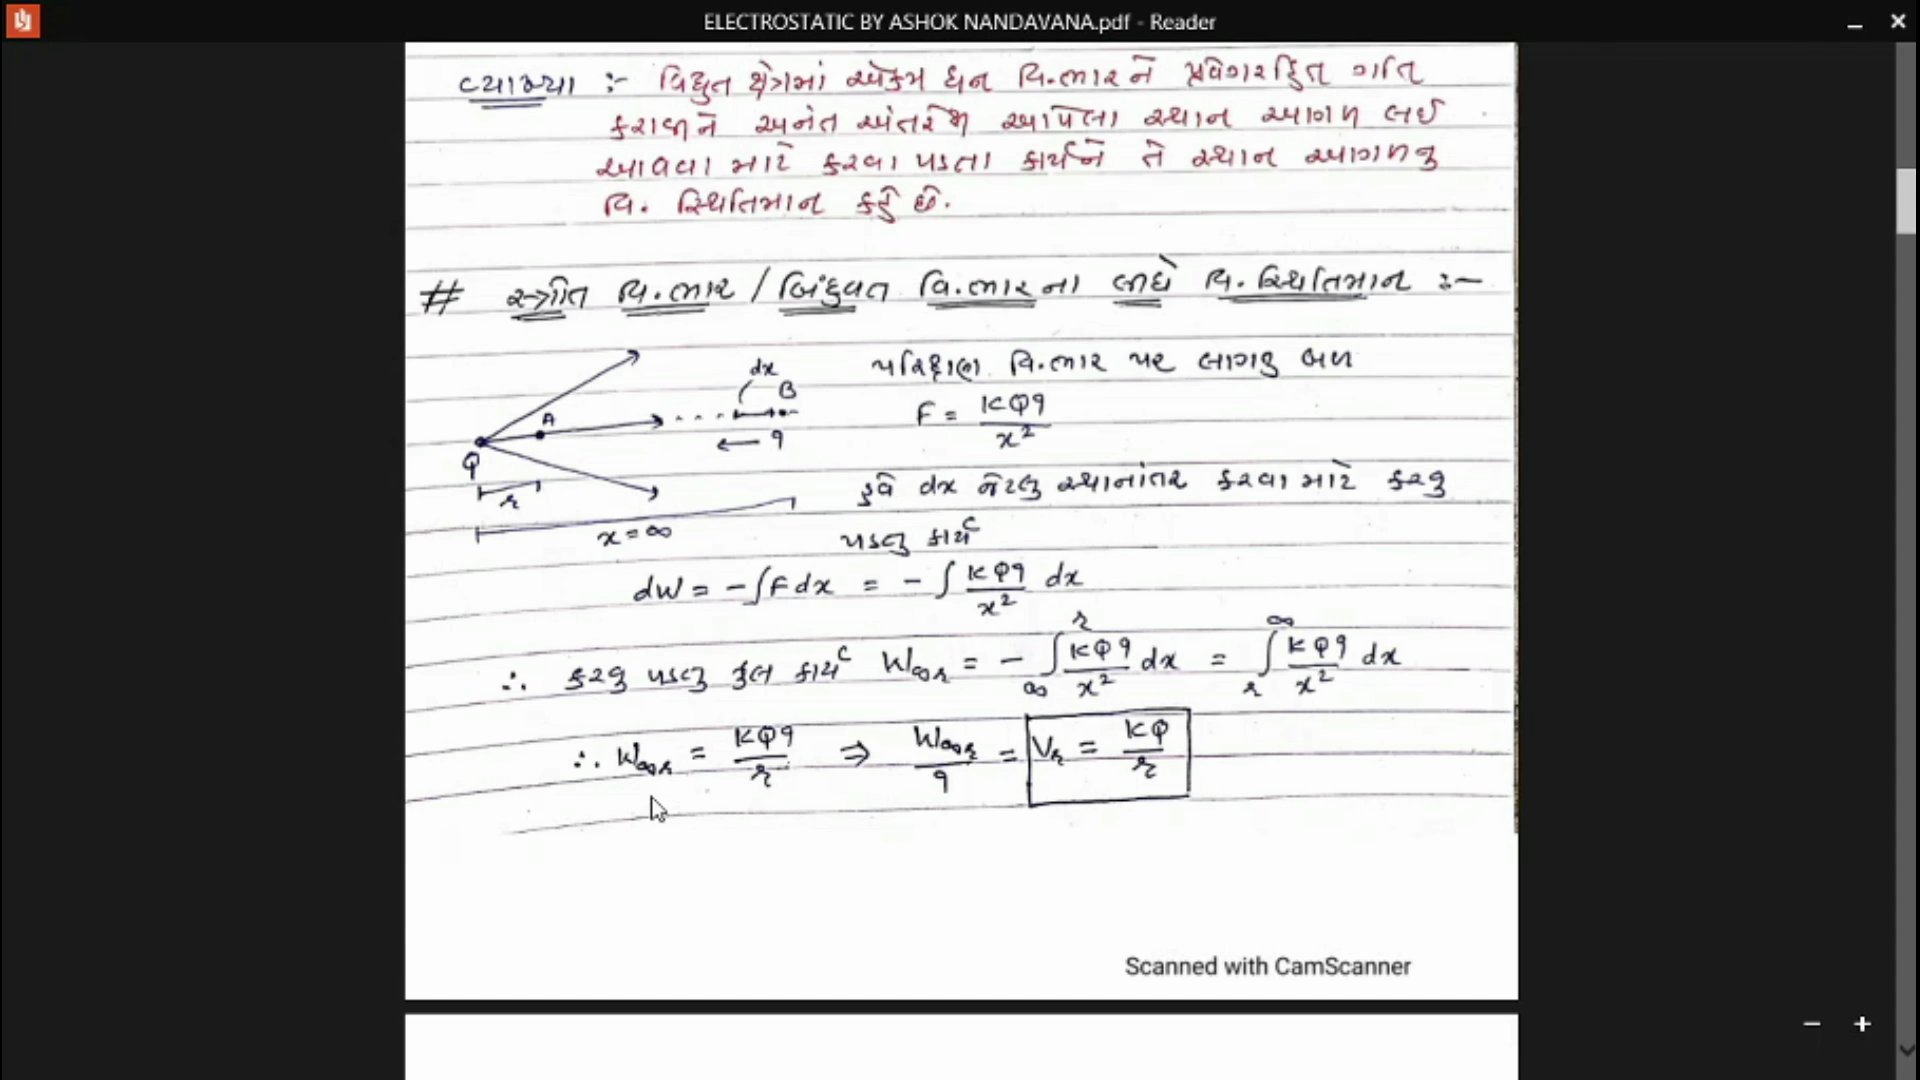 ELECTROSTATIC BY ASHOK NANDAVANA.pdf - Reader
વ્યાખ્યા :- વિદ્યુત ક્ષેત્રમાં એકમ ધન વિ.ભાર ને પ્રવેગરહિત ગતિ
કરાવીને અનંત અંતરેથી આપેલા સ્થાન આગળ લઈ
આવવા માટે કરવા પડતા કાર્યને તે સ્થાન આગળનુ
વિ. સ્થિતિમાન કહે છે.
# સ્ત્રોત વિ.ભાર / બિંદુવત વિ.ભારના લીધે વિ.સ્થિતિમાન :-
પરિક્ષણ વિ.ભાર પર લાગતુ બળ
dx
B
A
F = KQq / x²
← q
Q
r
હવે dx જેટલુ સ્થાનાંતર કરવા માટે કરવુ
x = ∞
પડતુ કાર્ય
dW = -∫F dx = -∫ KQq / x² dx
∴ કરવુ પડતુ કુલ કાર્ય W∞r = -∫∞^r KQq / x² dx = ∫r^∞ KQq / x² dx
∴ W∞r = KQq / r ⇒ W∞r / q = Vr = KQ / r
Scanned with CamScanner